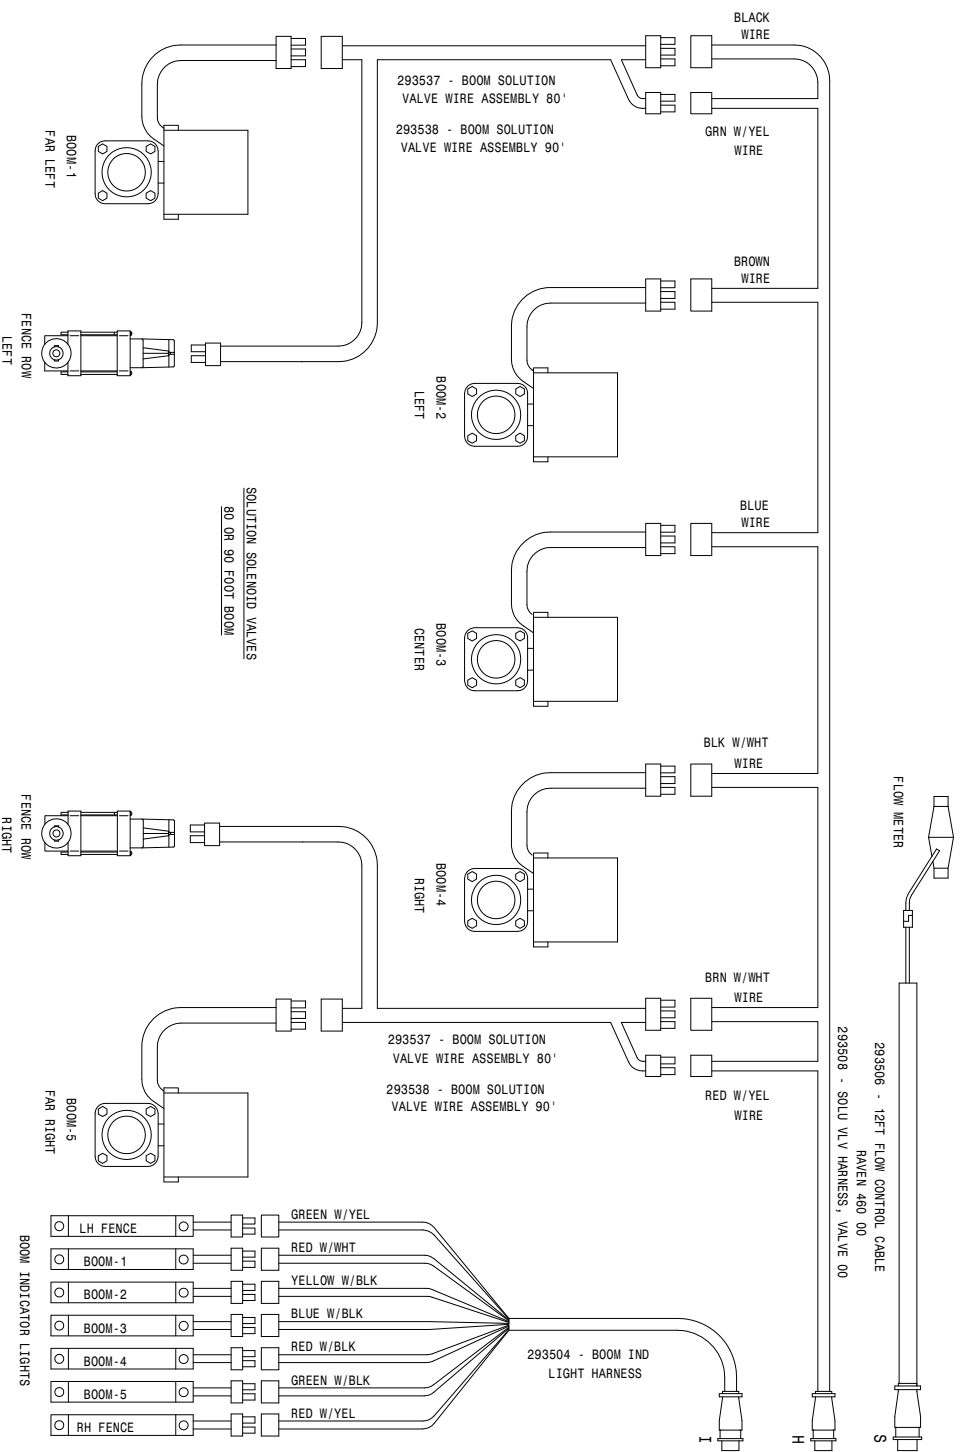 BLACK
WIRE
293537 - BOOM SOLUTION
VALVE WIRE ASSEMBLY 80'
293538 - BOOM SOLUTION
VALVE WIRE ASSEMBLY 90'
GRN W/YEL
WIRE
BOOM-1
FAR LEFT
BROWN
WIRE
FENCE ROW
LEFT
BOOM-2
LEFT
SOLUTION SOLENOID VALVES
80 OR 90 FOOT BOOM
BLUE
WIRE
BOOM-3
CENTER
BLK W/WHT
WIRE
FLOW METER
FENCE ROW
RIGHT
BOOM-4
RIGHT
BRN W/WHT
WIRE
293537 - BOOM SOLUTION
VALVE WIRE ASSEMBLY 80'
293538 - BOOM SOLUTION
VALVE WIRE ASSEMBLY 90'
RED W/YEL
WIRE
293506 - 12FT FLOW CONTROL CABLE
RAVEN 460 00
293508 - SOLU VLV HARNESS, VALVE 00
BOOM-5
FAR RIGHT
GREEN W/YEL
LH FENCE
RED W/WHT
BOOM-1
YELLOW W/BLK
BOOM-2
BLUE W/BLK
BOOM-3
RED W/BLK
BOOM-4
GREEN W/BLK
BOOM-5
RED W/YEL
RH FENCE
BOOM INDICATOR LIGHTS
293504 - BOOM IND
LIGHT HARNESS
I
H
S